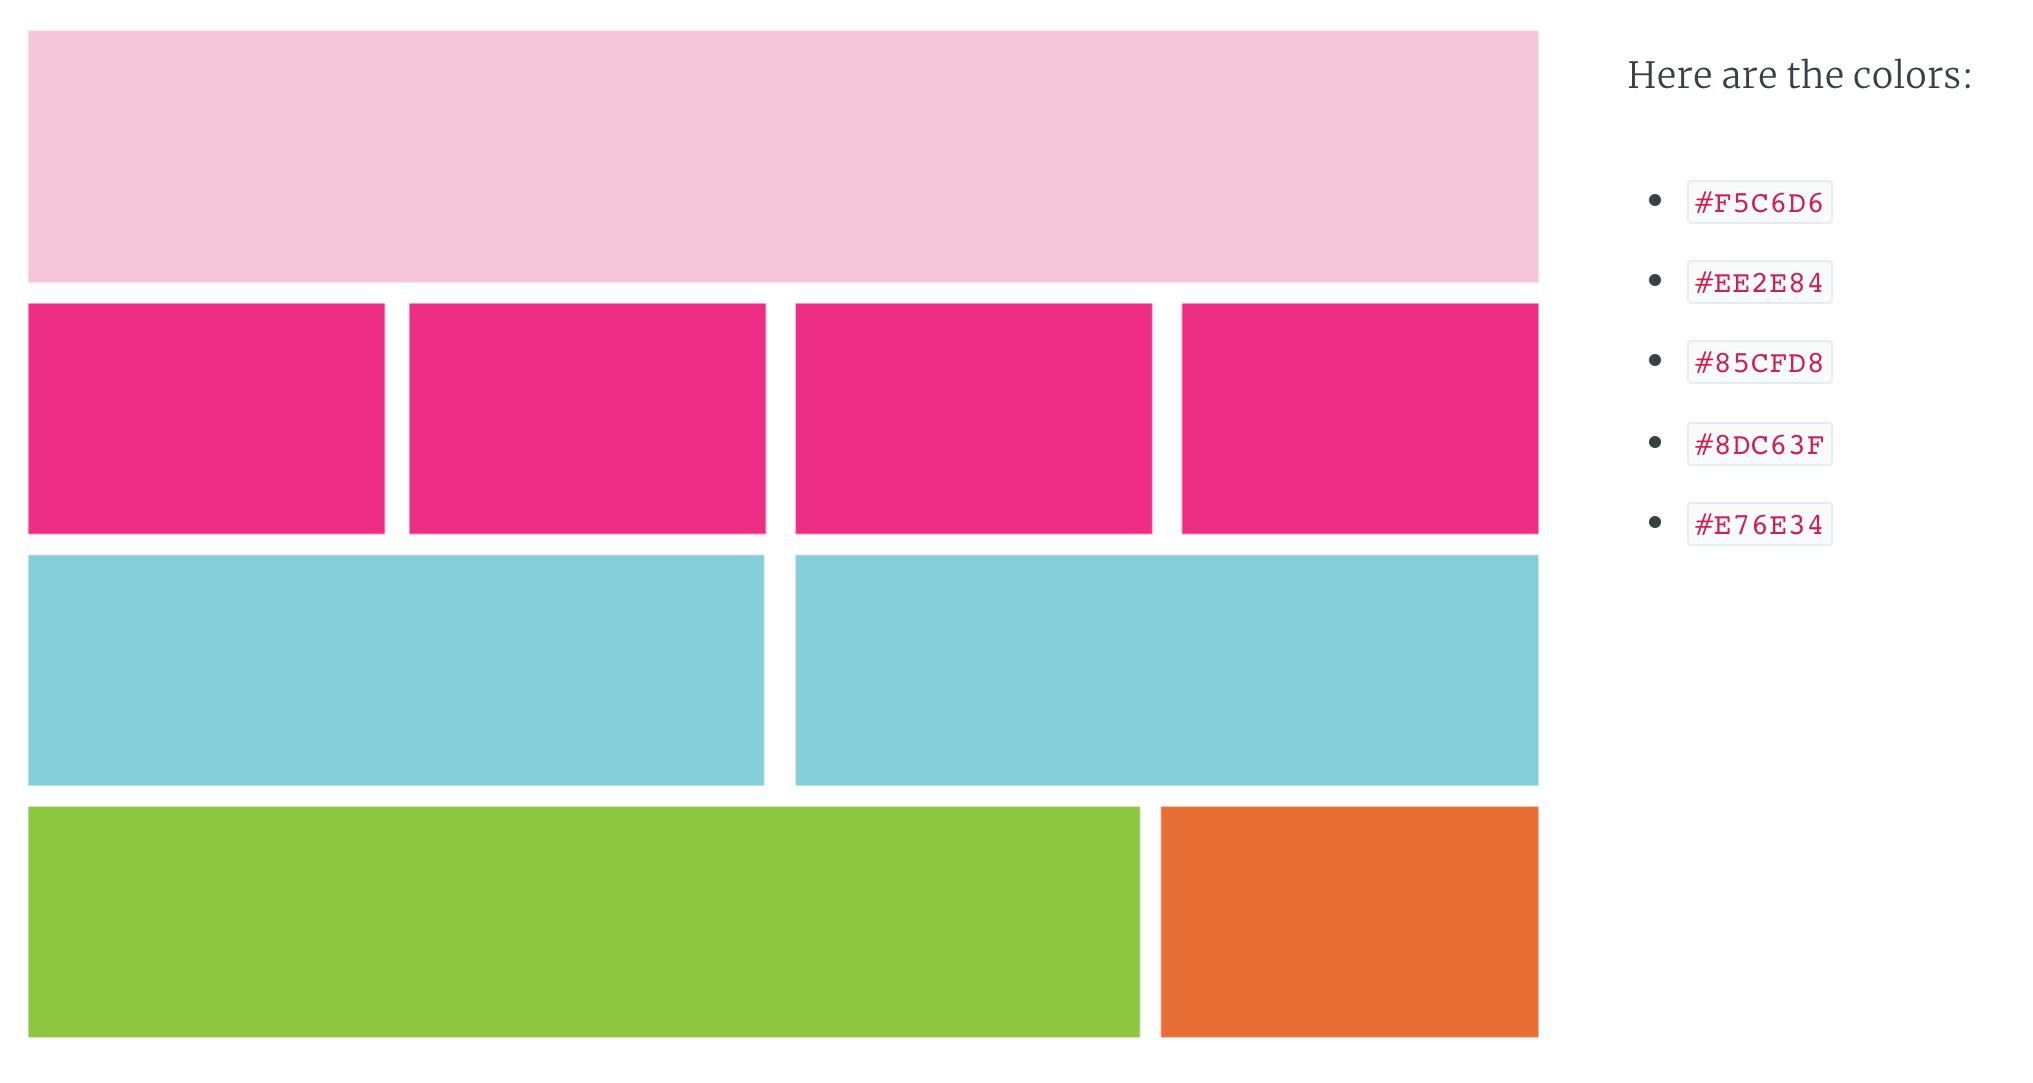 Here are the colors:
#F5C6D6
#EE2E84
#85CFD8
#8DC63F
#E76E34